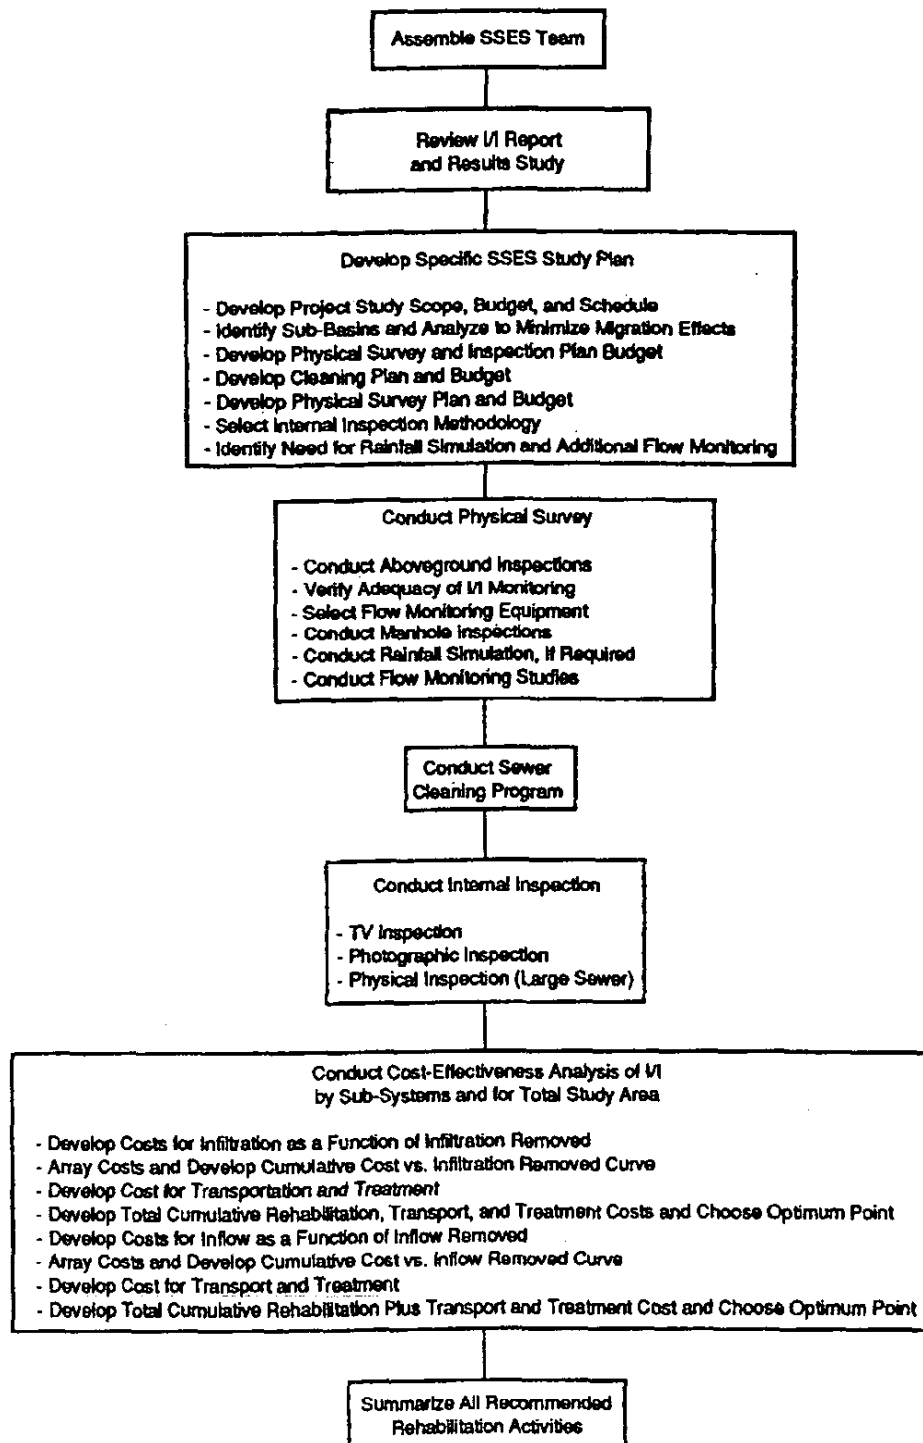 Assemble SSES Team
Review I/I Report
and Results Study
Develop Specific SSES Study Plan
- Develop Project Study Scope, Budget, and Schedule
- Identify Sub-Basins and Analyze to Minimize Migration Effects
- Develop Physical Survey and Inspection Plan Budget
- Develop Cleaning Plan and Budget
- Develop Physical Survey Plan and Budget
- Select Internal Inspection Methodology
- Identify Need for Rainfall Simulation and Additional Flow Monitoring
Conduct Physical Survey
- Conduct Aboveground Inspections
- Verify Adequacy of I/I Monitoring
- Select Flow Monitoring Equipment
- Conduct Manhole Inspections
- Conduct Rainfall Simulation, If Required
- Conduct Flow Monitoring Studies
Conduct Sewer
Cleaning Program
Conduct Internal Inspection
- TV Inspection
- Photographic Inspection
- Physical Inspection (Large Sewer)
Conduct Cost-Effectiveness Analysis of I/I
by Sub-Systems and for Total Study Area
- Develop Costs for Infiltration as a Function of Infiltration Removed
- Array Costs and Develop Cumulative Cost vs. Infiltration Removed Curve
- Develop Cost for Transportation and Treatment
- Develop Total Cumulative Rehabilitation, Transport, and Treatment Costs and Choose Optimum Point
- Develop Costs for Inflow as a Function of Inflow Removed
- Array Costs and Develop Cumulative Cost vs. Inflow Removed Curve
- Develop Cost for Transport and Treatment
- Develop Total Cumulative Rehabilitation Plus Transport and Treatment Cost and Choose Optimum Point
Summarize All Recommended
Rehabilitation Activities